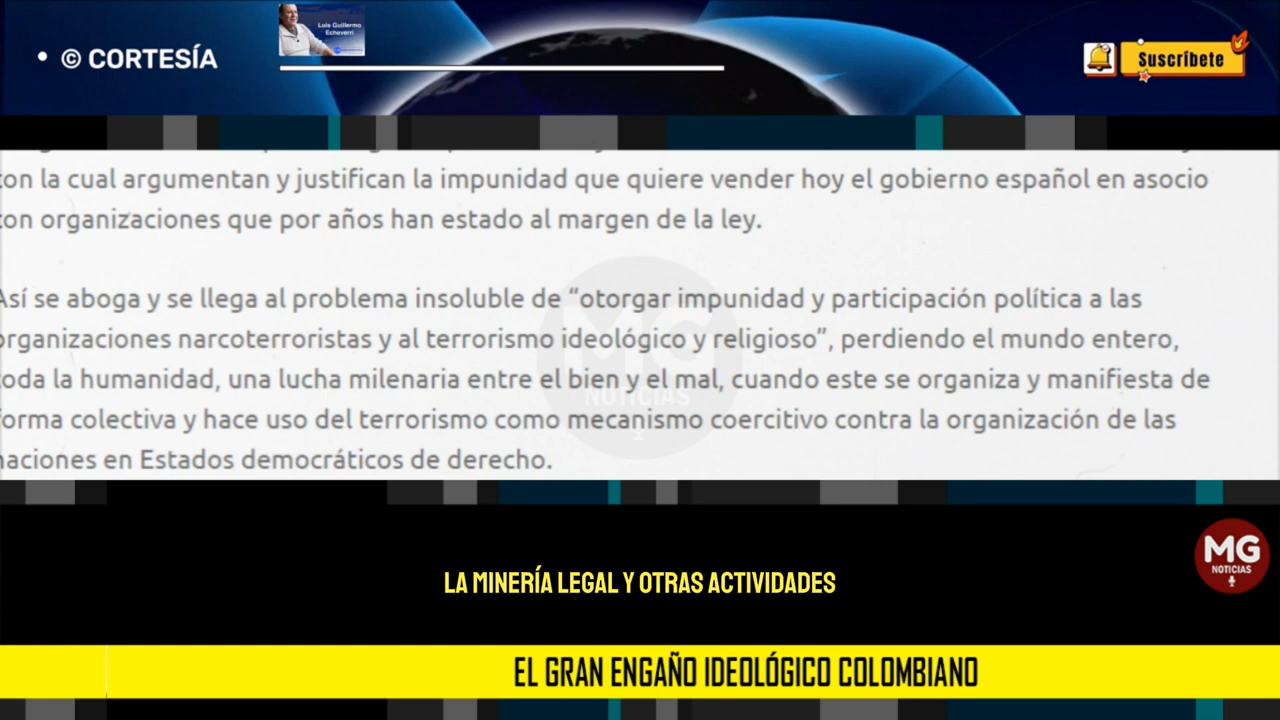 • © CORTESÍA
Luis Guillermo
Echeverri
Suscríbete
con la cual argumentan y justifican la impunidad que quiere vender hoy el gobierno español en asocio
con organizaciones que por años han estado al margen de la ley.
Así se aboga y se llega al problema insoluble de “otorgar impunidad y participación política a las
organizaciones narcoterroristas y al terrorismo ideológico y religioso”, perdiendo el mundo entero,
toda la humanidad, una lucha milenaria entre el bien y el mal, cuando este se organiza y manifiesta de
forma colectiva y hace uso del terrorismo como mecanismo coercitivo contra la organización de las
naciones en Estados democráticos de derecho.
MG
NOTICIAS
LA MINERÍA LEGAL Y OTRAS ACTIVIDADES
MG
NOTICIAS
EL GRAN ENGAÑO IDEOLÓGICO COLOMBIANO